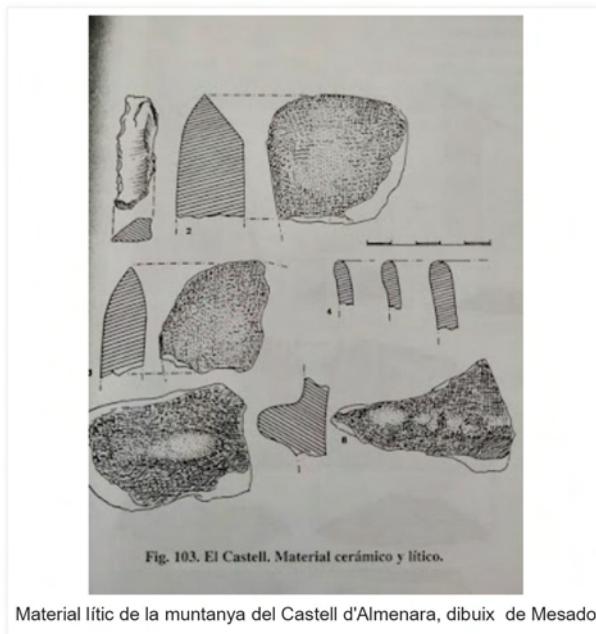 2
4
3
6
Fig. 103. El Castell. Material cerámico y lítico.
Material lític de la muntanya del Castell d'Almenara, dibuix de Mesado